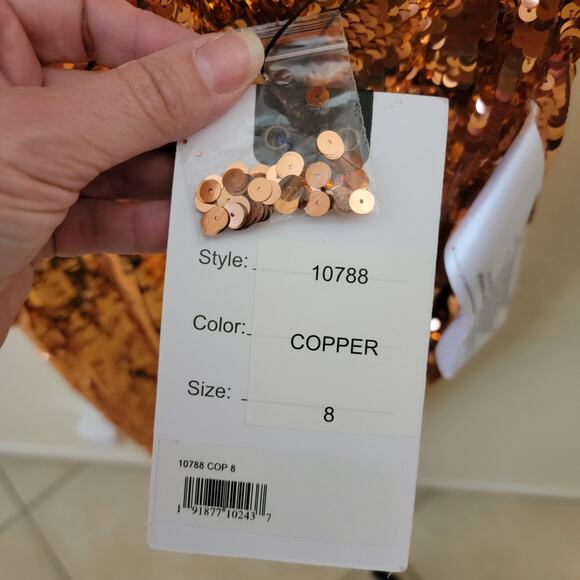 Style: 10788
Color: COPPER
Size: 8
10788 COP 8
1 91877 10243 7